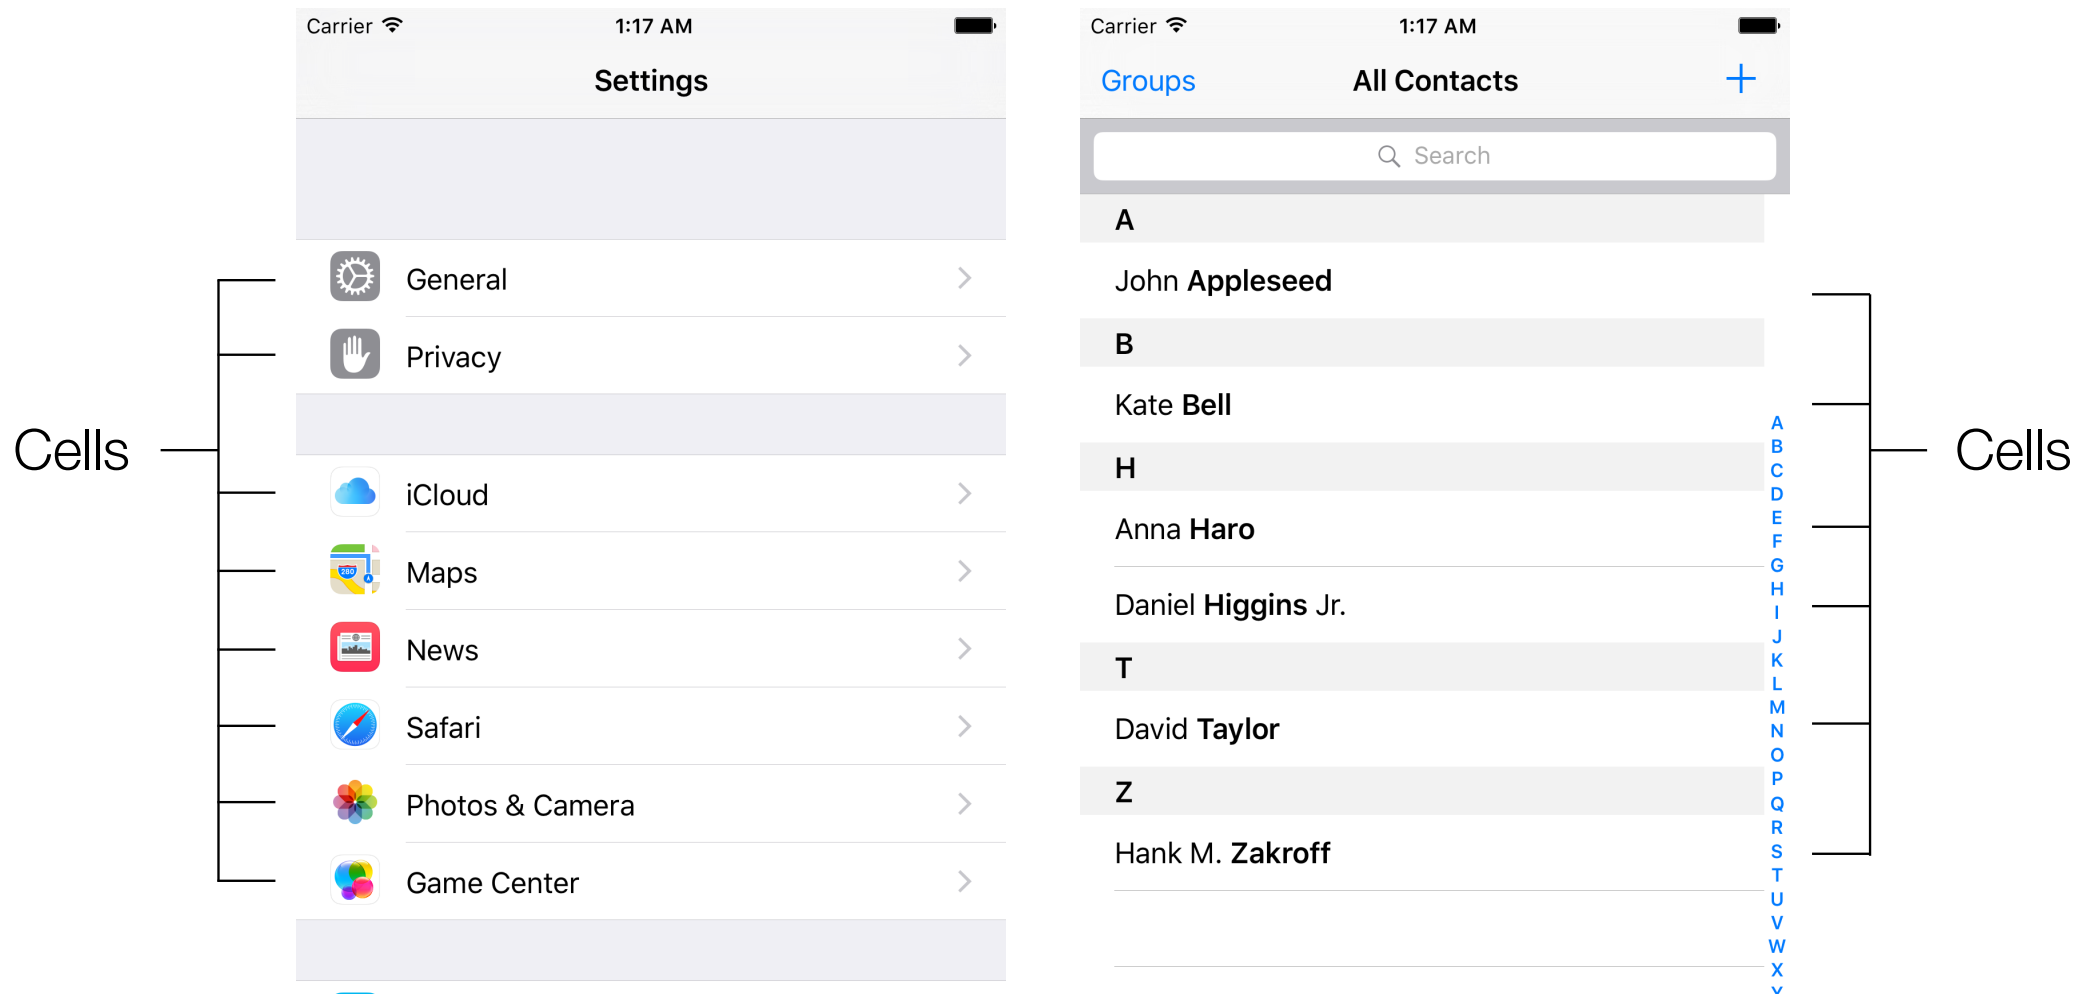 Carrier 1:17 AM
Settings
Cells
General
Privacy
iCloud
280
Maps
News
Safari
Photos & Camera
Game Center
Carrier 1:17 AM
Groups All Contacts +
Search
A
John Appleseed
B
Kate Bell
H
Anna Haro
Daniel Higgins Jr.
T
David Taylor
Z
Hank M. Zakroff
A
B
C
D
E
F
G
H
I
J
K
L
M
N
O
P
Q
R
S
T
U
V
W
X
Y
Cells